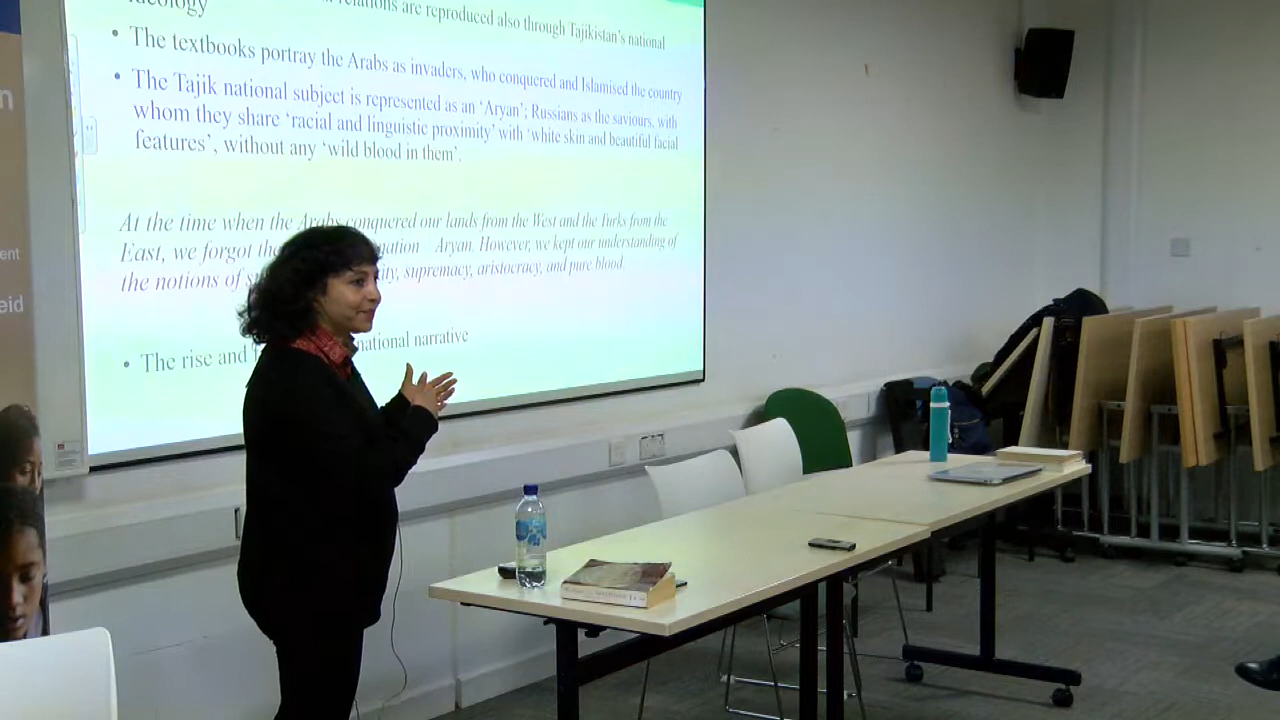 relations are reproduced also through Tajikistan's national
ideology
• The textbooks portray the Arabs as invaders, who conquered and Islamised the country
• The Tajik national subject is represented as an 'Aryan'; Russians as the saviours, with
whom they share 'racial and linguistic proximity' with 'white skin and beautiful facial
features', without any 'wild blood in them'.
At the time when the Arabs conquered our lands from the West and the Turks from the
East, we forgot Aryan. However, we kept our understanding of
the notions of supremacy, aristocracy, and pure blood.
• The rise and national narrative
n
ent
eid